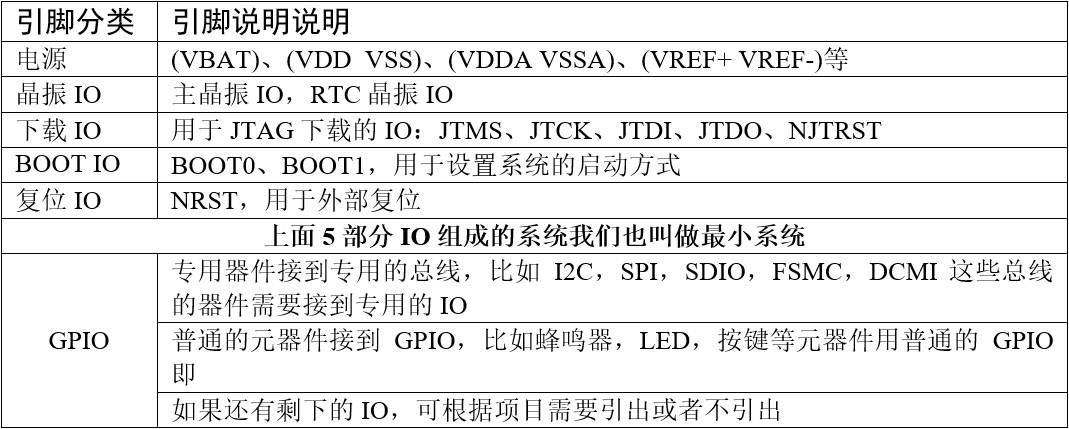 引脚分类 引脚说明说明
电源 (VBAT)、(VDD VSS)、(VDDA VSSA)、(VREF+ VREF-)等
晶振 IO 主晶振 IO，RTC 晶振 IO
下载 IO 用于 JTAG 下载的 IO：JTMS、JTCK、JTDI、JTDO、NJTRST
BOOT IO BOOT0、BOOT1，用于设置系统的启动方式
复位 IO NRST，用于外部复位
上面 5 部分 IO 组成的系统我们也叫做最小系统
GPIO
专用器件接到专用的总线，比如 I2C，SPI，SDIO，FSMC，DCMI 这些总线
的器件需要接到专用的 IO
普通的元器件接到 GPIO，比如蜂鸣器，LED，按键等元器件用普通的 GPIO
即
如果还有剩下的 IO，可根据项目需要引出或者不引出